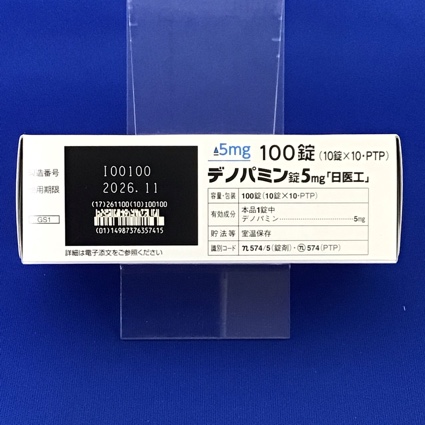 5mg 100錠 (10錠×10・PTP)
デノパミン錠5mg「日医工」
造番号 I00100
用期限 2026.11
(17)261100(10)I00100
GS1
(01)14987376357415
詳細は電子添文をご参照ください
容量・包装 100錠(10錠×10・PTP)
有効成分 本品1錠中
デノパミン 5mg
貯法等 室温保存
識別コード 574/5(錠剤)・574(PTP)